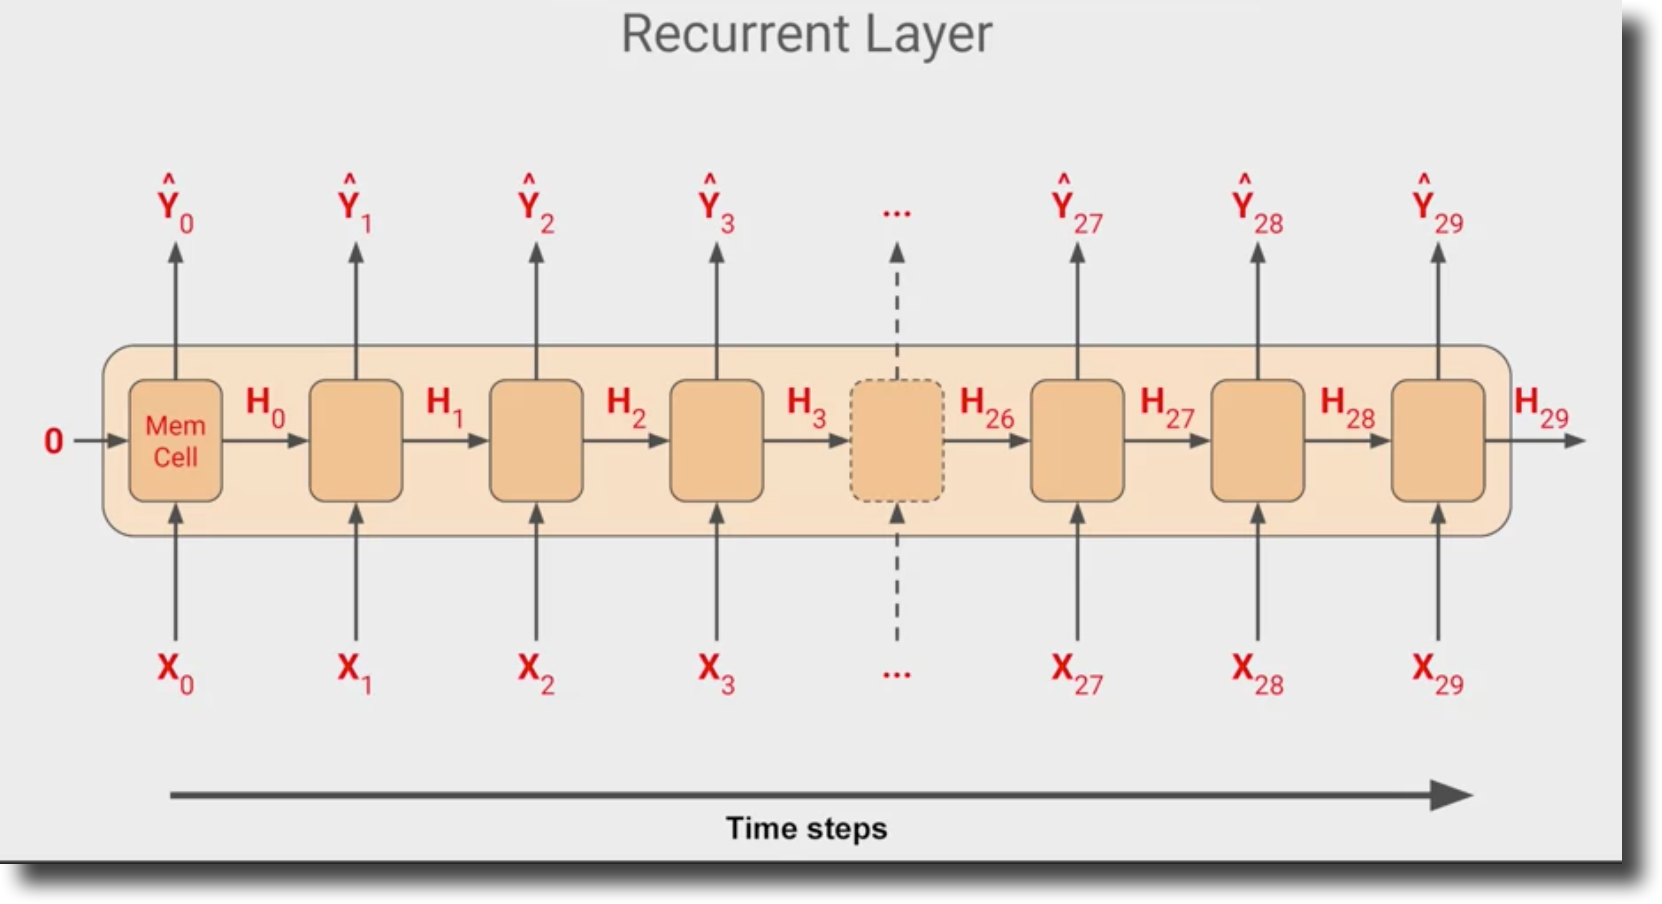 Recurrent Layer
Ŷ0 Ŷ1 Ŷ2 Ŷ3 ... Ŷ27 Ŷ28 Ŷ29
0 Mem Cell H0 H1 H2 H3 H26 H27 H28 H29
X0 X1 X2 X3 ... X27 X28 X29
Time steps